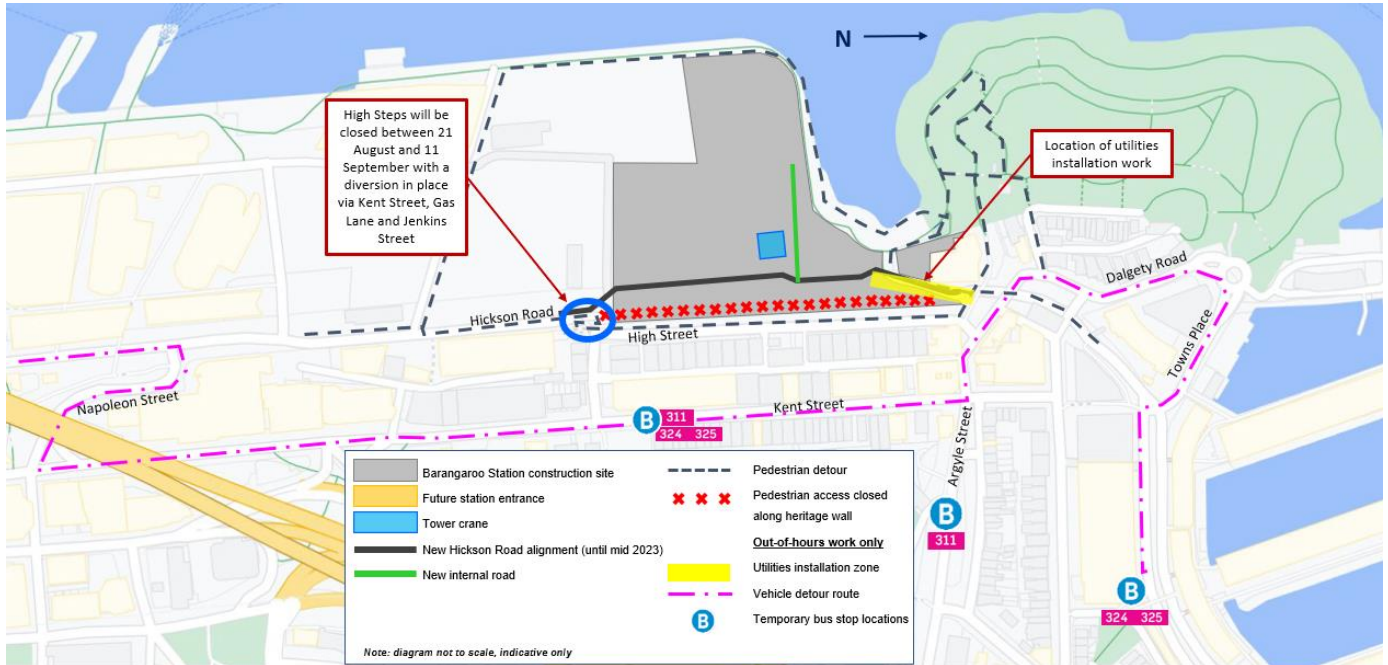 N
High Steps will be
closed between 21
August and 11
September with a
diversion in place
via Kent Street, Gas
Lane and Jenkins
Street
Location of utilities
installation work
Dalgety Road
Hickson Road
High Street
Towns Place
Napoleon Street
Kent Street
B
311
324 325
Argyle Street
B
311
B
324 325
Barangaroo Station construction site
Future station entrance
Tower crane
New Hickson Road alignment (until mid 2023)
New internal road
Pedestrian detour
Pedestrian access closed
along heritage wall
Out-of-hours work only
Utilities installation zone
Vehicle detour route
B
Temporary bus stop locations
Note: diagram not to scale, indicative only